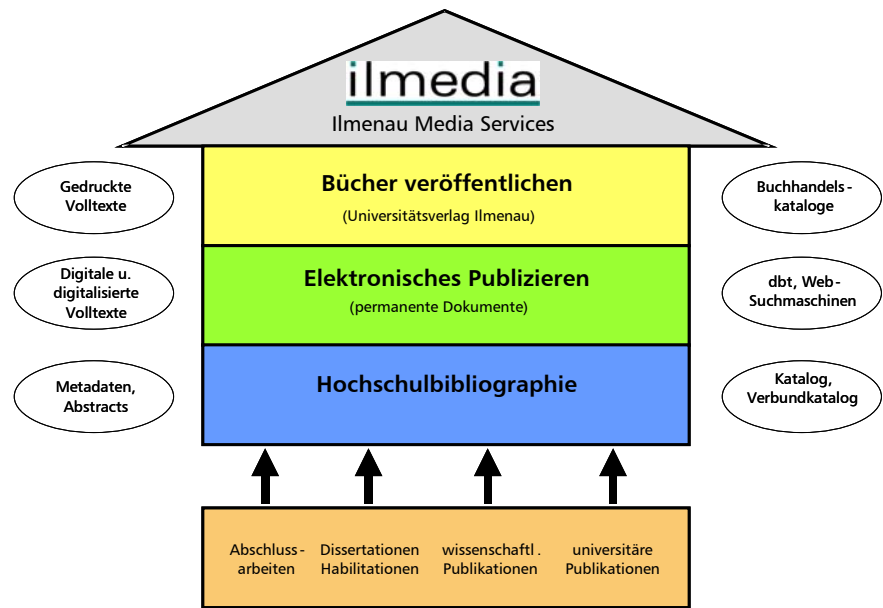 ilmedia
Ilmenau Media Services
Gedruckte
Volltexte
Bücher veröffentlichen
(Universitätsverlag Ilmenau)
Buchhandels-
kataloge
Digitale u.
digitalisierte
Volltexte
Elektronisches Publizieren
(permanente Dokumente)
dbt, Web-
Suchmaschinen
Metadaten,
Abstracts
Hochschulbibliographie
Katalog,
Verbundkatalog
Abschluss-
arbeiten
Dissertationen
Habilitationen
wissenschaftl.
Publikationen
universitäre
Publikationen